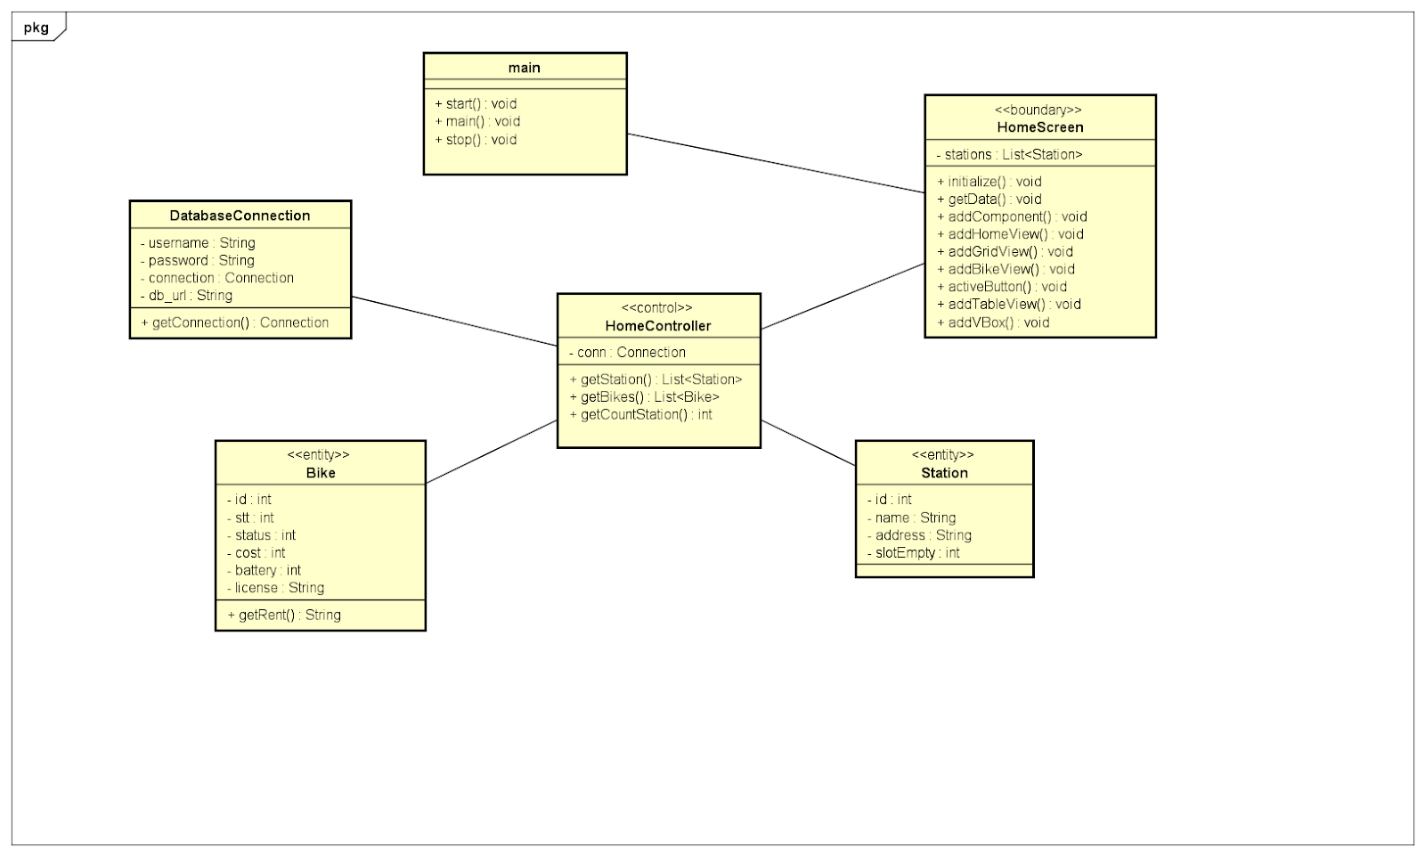 pkg
main
+ start() : void
+ main() : void
+ stop() : void
<<boundary>>
HomeScreen
- stations : List<Station>
+ initialize() : void
+ getData() : void
+ addComponent() : void
+ addHomeView() : void
+ addGridView() : void
+ addBikeView() : void
+ activeButton() : void
+ addTableView() : void
+ addVBox() : void
DatabaseConnection
- username : String
- password : String
- connection : Connection
- db_url : String
+ getConnection() : Connection
<<control>>
HomeController
- conn : Connection
+ getStation() : List<Station>
+ getBikes() : List<Bike>
+ getCountStation() : int
<<entity>>
Bike
- id : int
- stt : int
- status : int
- cost : int
- battery : int
- license : String
+ getRent() : String
<<entity>>
Station
- id : int
- name : String
- address : String
- slotEmpty : int